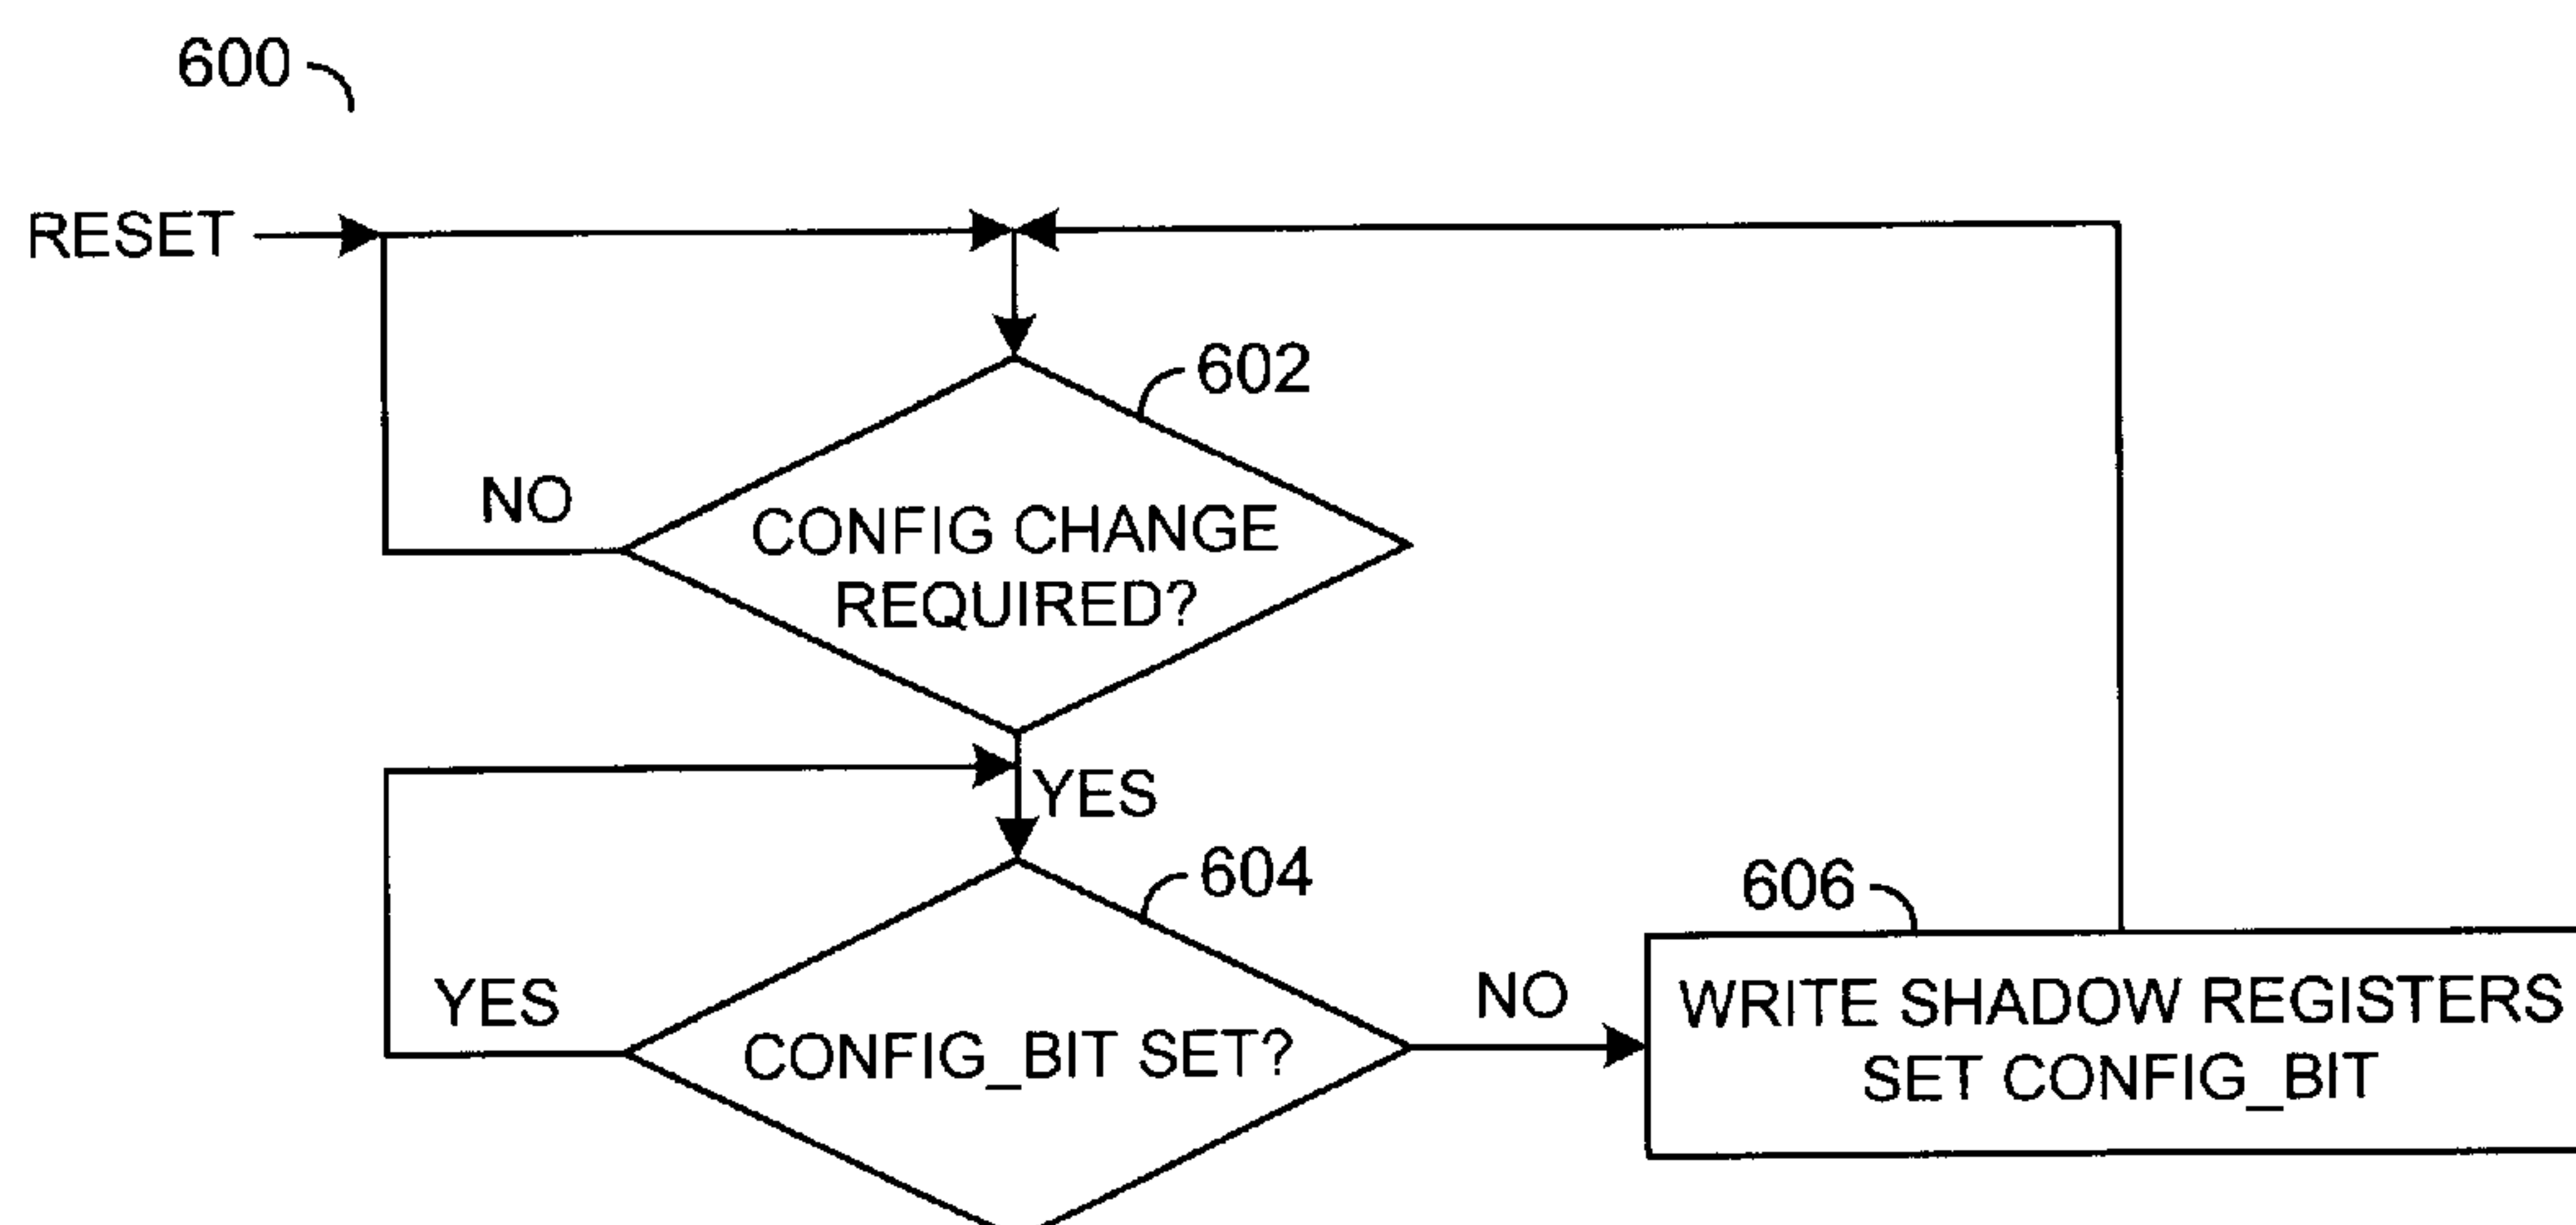 600
RESET
602
NO
CONFIG CHANGE
REQUIRED?
YES
604
606
YES
CONFIG_BIT SET?
NO
WRITE SHADOW REGISTERS
SET CONFIG_BIT